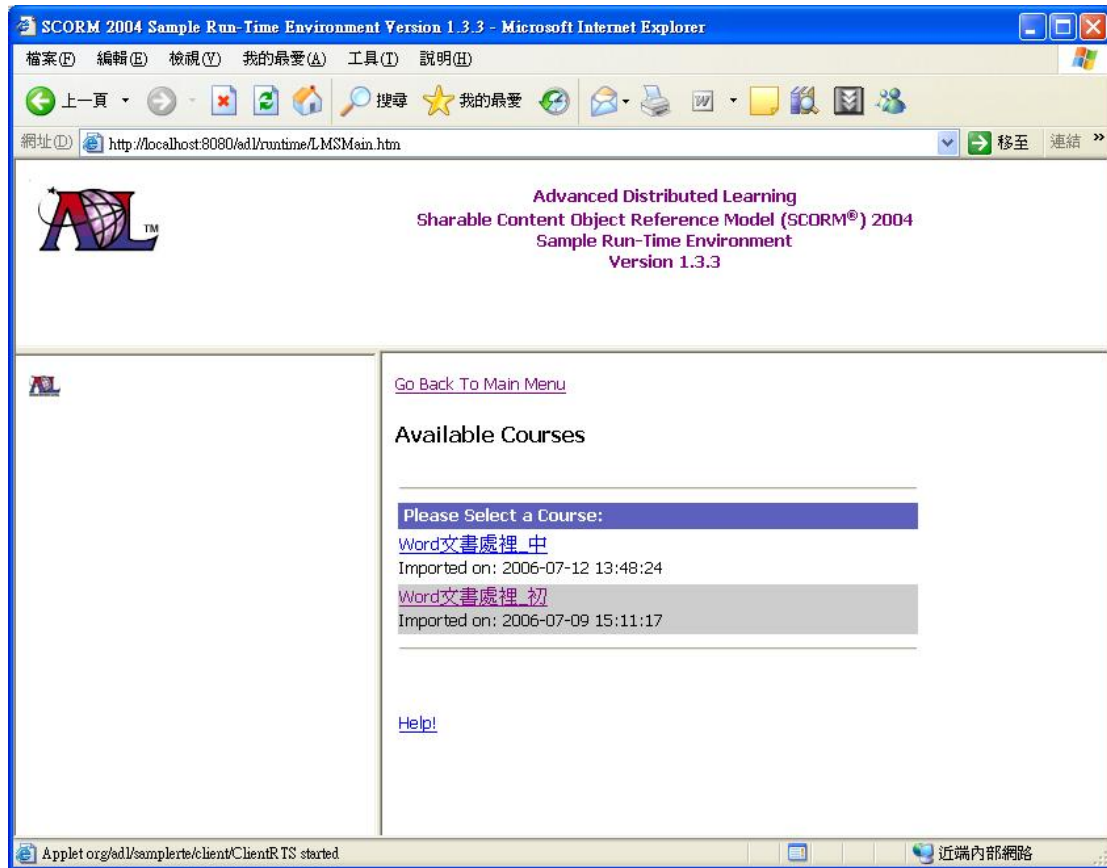 SCORM 2004 Sample Run-Time Environment Version 1.3.3 - Microsoft Internet Explorer
檔案(F) 編輯(E) 檢視(V) 我的最愛(A) 工具(T) 說明(H)
上一頁 搜尋 我的最愛
網址(D) http://localhost:8080/adl/runtime/LMSMain.htm 移至 連結 »
ADL TM
Advanced Distributed Learning
Sharable Content Object Reference Model (SCORM®) 2004
Sample Run-Time Environment
Version 1.3.3
ADL
Go Back To Main Menu
Available Courses
Please Select a Course:
Word文書處裡_中
Imported on: 2006-07-12 13:48:24
Word文書處裡_初
Imported on: 2006-07-09 15:11:17
Help!
Applet org/adl/samplerte/client/ClientRTS started 近端內部網路